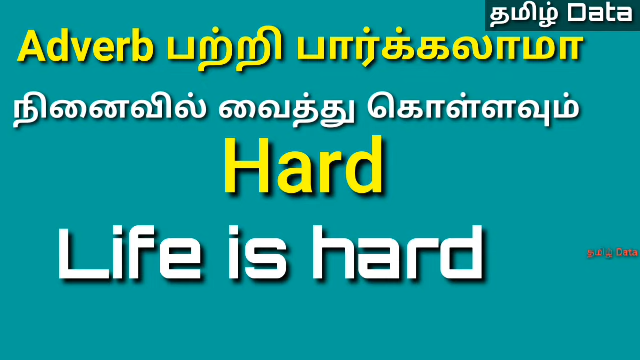 தமிழ் Data
Adverb பற்றி பார்க்கலாமா
நினைவில் வைத்து கொள்ளவும்
Hard
Life is hard
தமிழ் Data